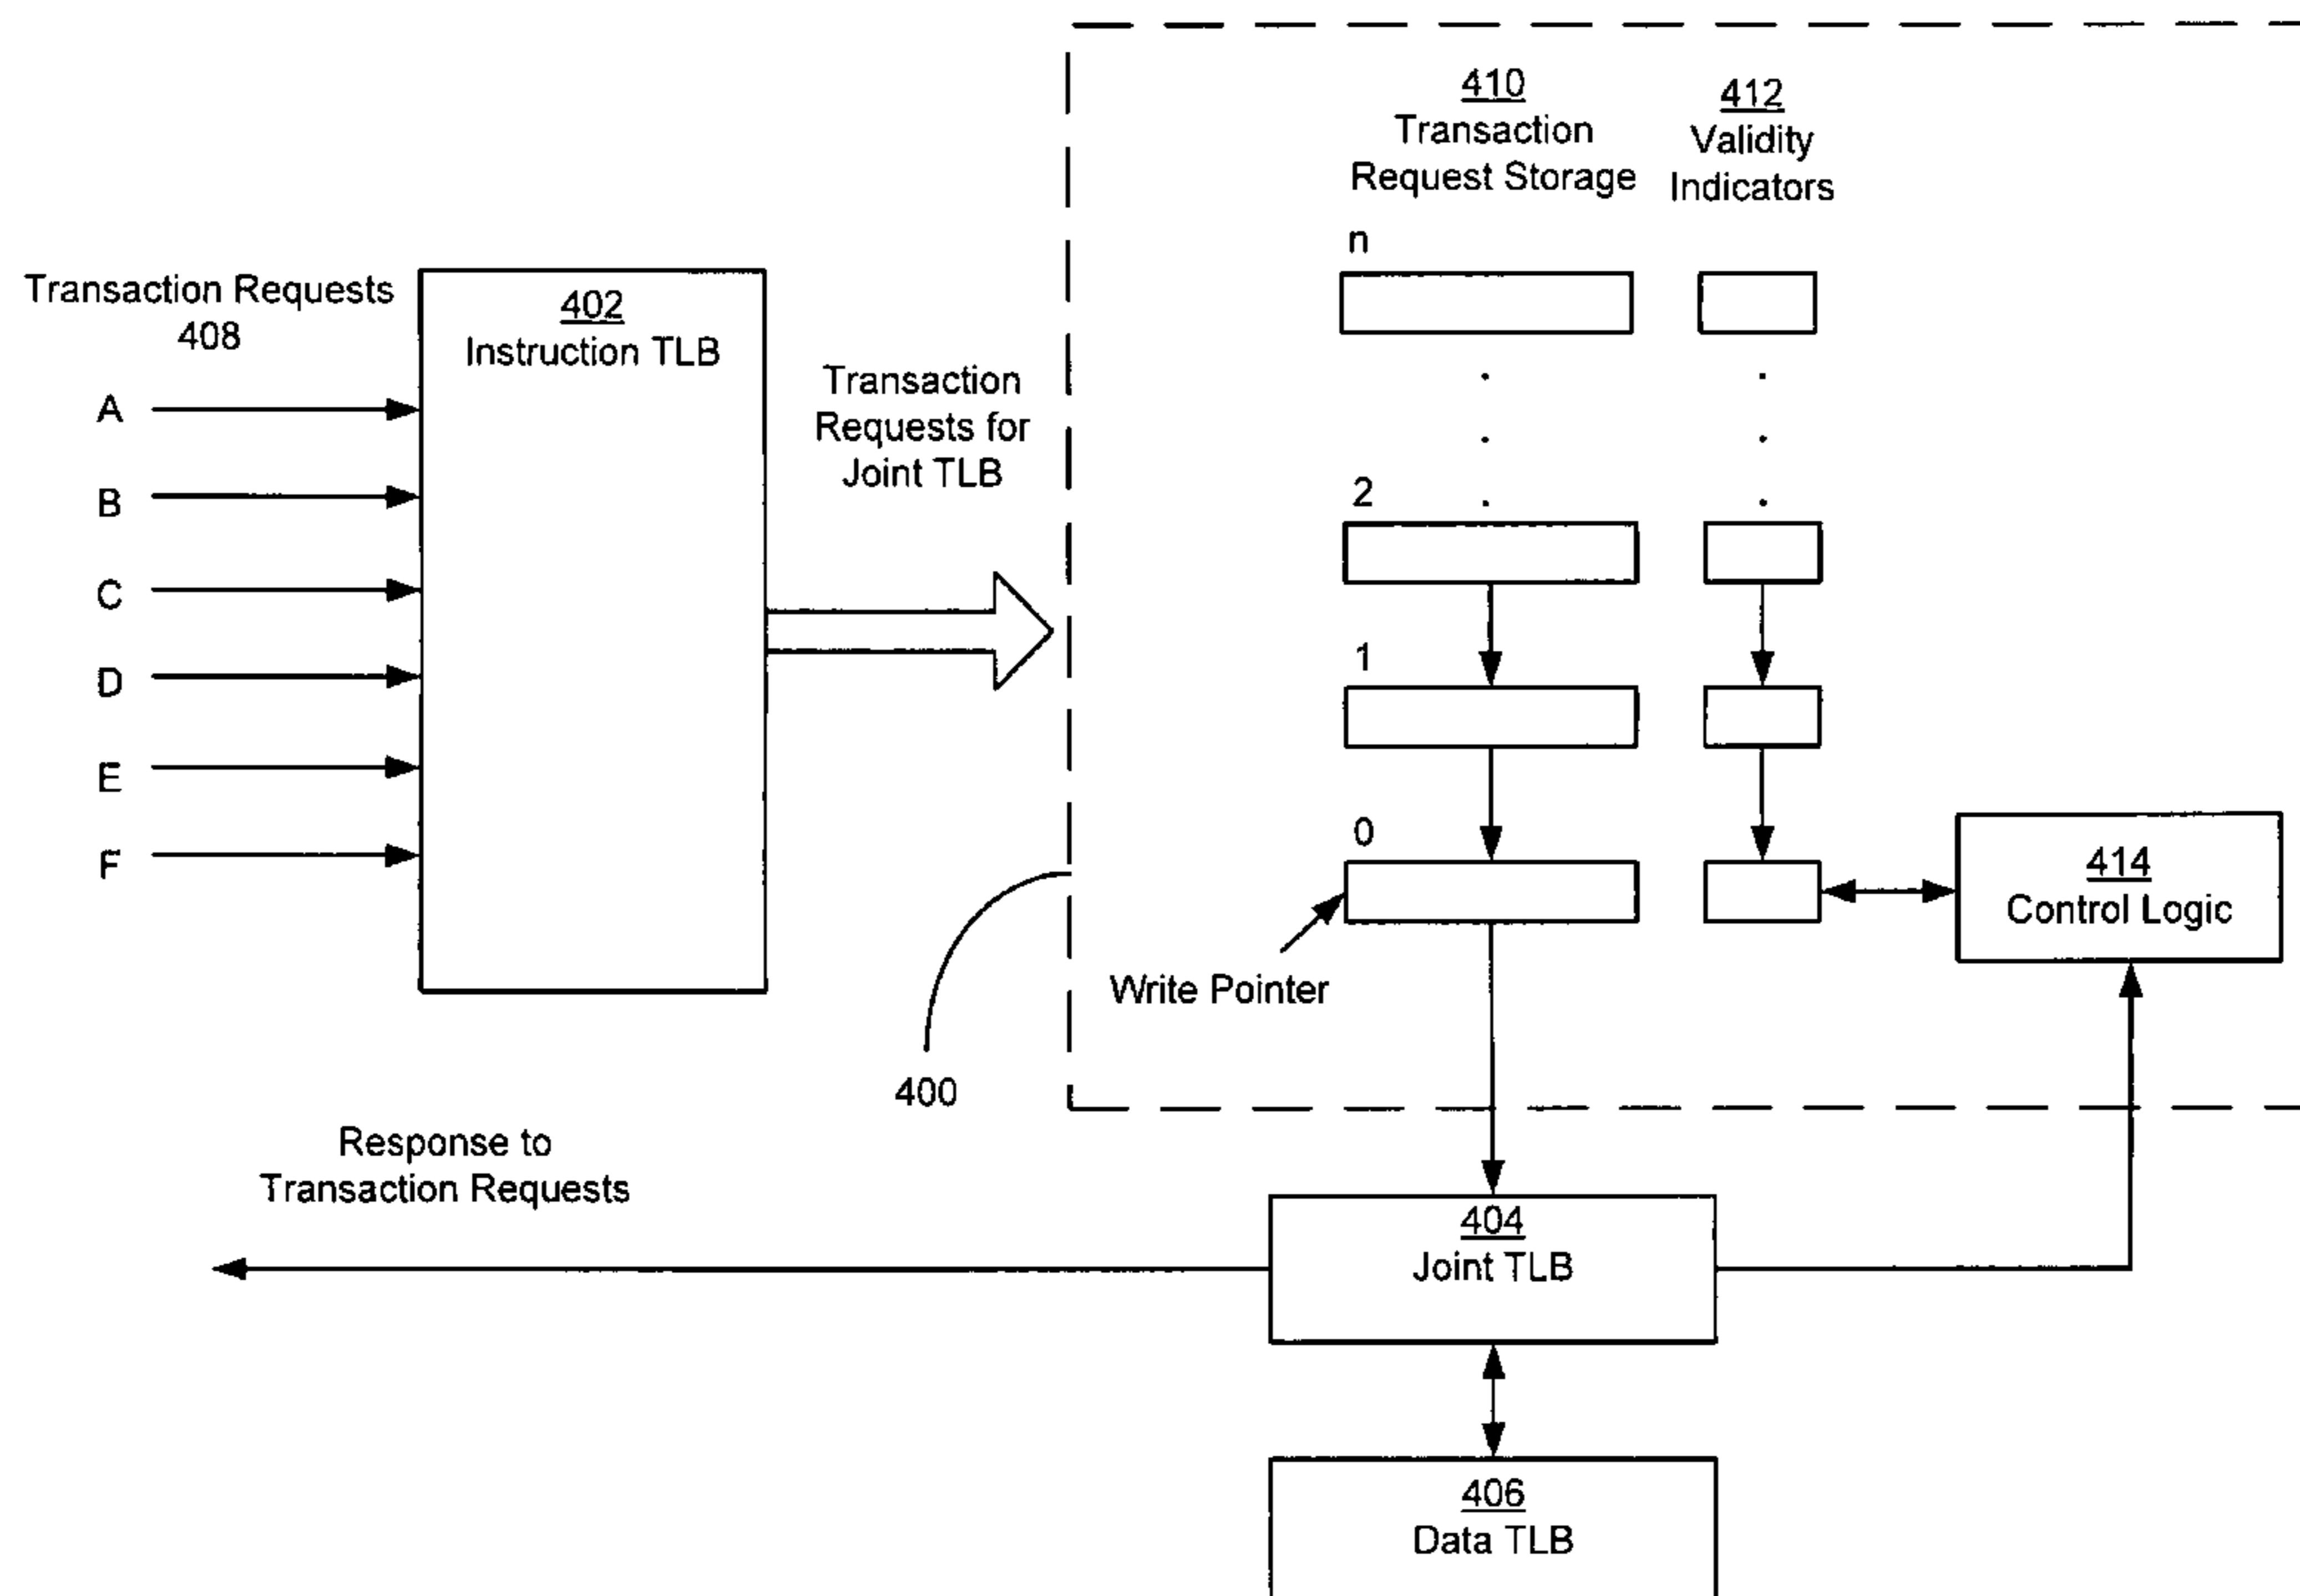 410
Transaction
Request Storage
412
Validity
Indicators
n
Transaction Requests
408
402
Instruction TLB
Transaction
Requests for
Joint TLB
A
B
C
D
E
F
2
1
0
414
Control Logic
Write Pointer
400
Response to
Transaction Requests
404
Joint TLB
406
Data TLB